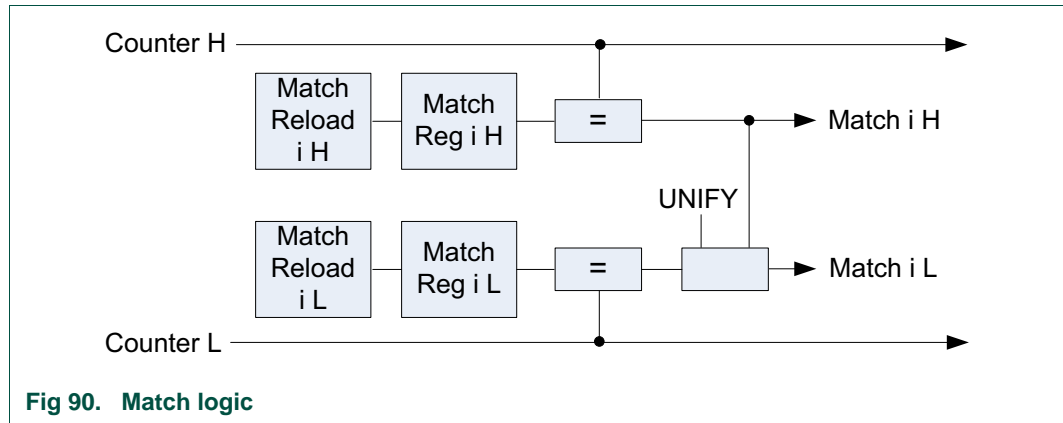 Counter H
Match
Reload
i H
Match
Reg i H
=
Match i H
UNIFY
Match
Reload
i L
Match
Reg i L
=
Match i L
Counter L
Fig 90. Match logic